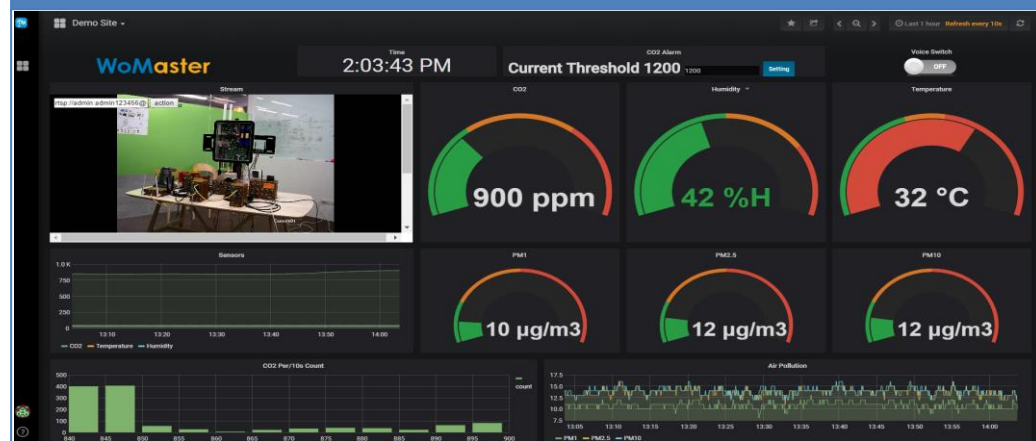 Demo Site
Last 1 hour Refresh every 10s
WoMaster
Time
2:03:43 PM
CO2 Alarm
Current Threshold 1200
1200
Setting
Voice Switch
OFF
Stream
rtsp://admin:admin123456@
action
CO2
900 ppm
Humidity
42 %H
Temperature
32 °C
Sensors
1.0 K
750
500
250
0
13:10 13:20 13:30 13:40 13:50 14:00
CO2 Temperature Humidity
PM1
10 µg/m3
PM2.5
12 µg/m3
PM10
12 µg/m3
CO2 Per/10s Count
500
400
300
200
100
0
840 845 850 855 860 865 870 875 880 885 890 895 900
count
Air Pollution
17.5
15.0
12.5
10.0
7.5
13:05 13:10 13:15 13:20 13:25 13:30 13:35 13:40 13:45 13:50 13:55 14:00
PM1 PM2.5 PM10